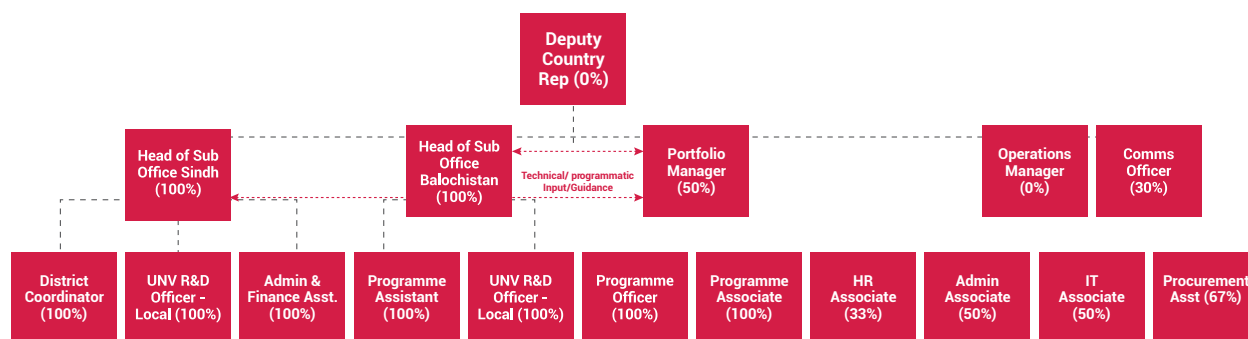 Deputy
Country
Rep (0%)
Head of Sub
Office Sindh
(100%)
Head of Sub
Office
Balochistan
(100%)
Technical/ programmatic
Input/Guidance
Portfolio
Manager
(50%)
Operations
Manager
(0%)
Comms
Officer
(30%)
District
Coordinator
(100%)
UNV R&D
Officer -
Local (100%)
Admin &
Finance Asst.
(100%)
Programme
Assistant
(100%)
UNV R&D
Officer -
Local (100%)
Programme
Officer
(100%)
Programme
Associate
(100%)
HR
Associate
(33%)
Admin
Associate
(50%)
IT
Associate
(50%)
Procurement
Asst (67%)